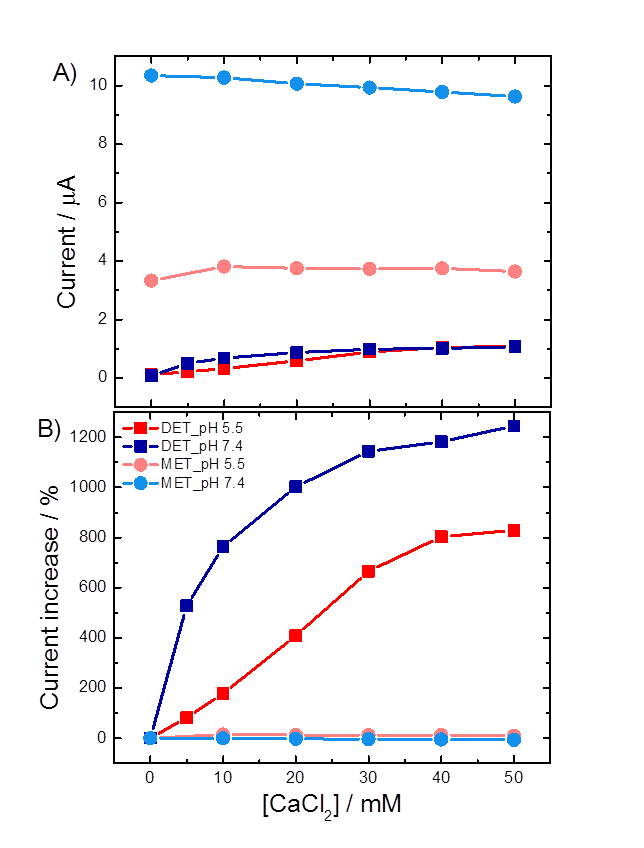 A)
10
8
6
4
2
0
Current / μA
B)
DET_pH 5.5
DET_pH 7.4
MET_pH 5.5
MET_pH 7.4
1200
1000
800
600
400
200
0
Current increase / %
0 10 20 30 40 50
[CaCl₂] / mM